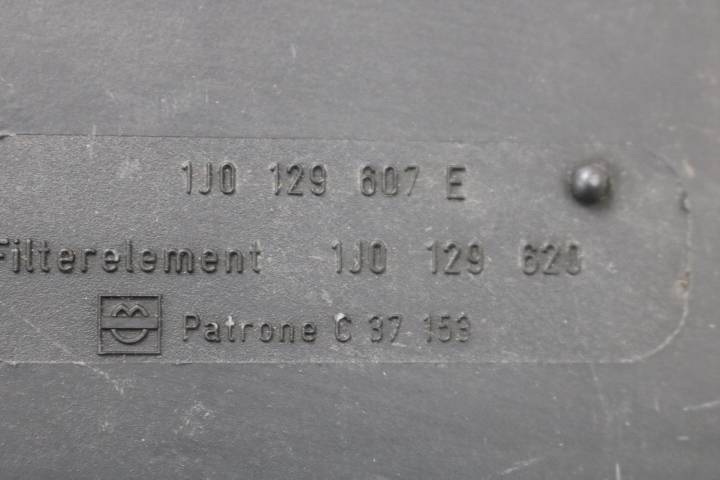 1J0 129 607 E
Filterelement 1J0 129 620
Patrone C 37 153